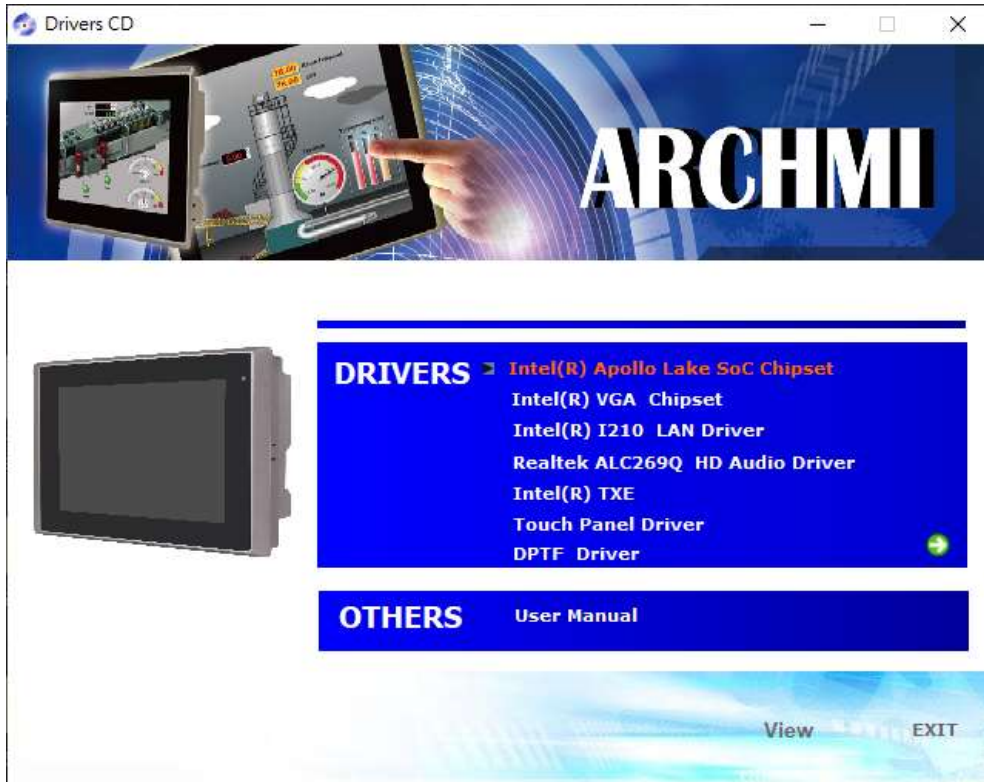 Drivers CD
ARCHMI
DRIVERS
Intel(R) Apollo Lake SoC Chipset
Intel(R) VGA Chipset
Intel(R) I210 LAN Driver
Realtek ALC269Q HD Audio Driver
Intel(R) TXE
Touch Panel Driver
DPTF Driver
OTHERS
User Manual
View
EXIT